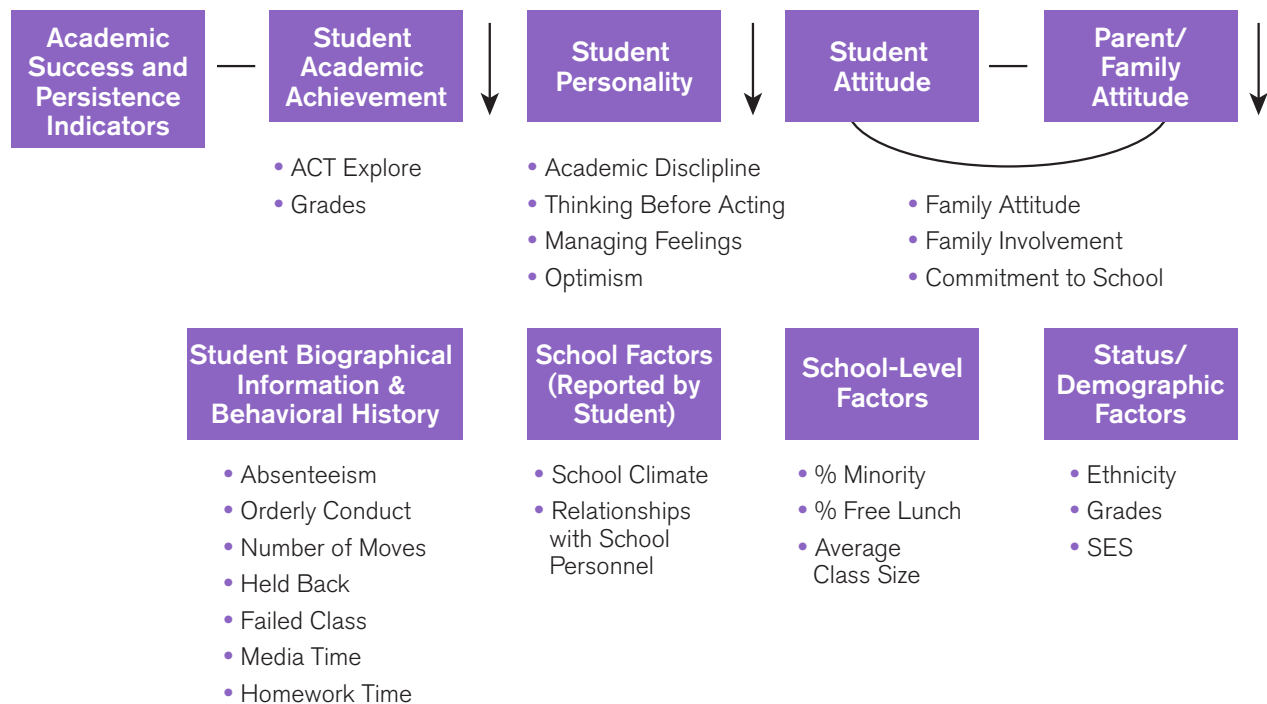 Academic
Success and
Persistence
Indicators
Student
Academic
Achievement
• ACT Explore
• Grades
Student
Personality
• Academic Disclipline
• Thinking Before Acting
• Managing Feelings
• Optimism
Student
Attitude
Parent/
Family
Attitude
• Family Attitude
• Family Involvement
• Commitment to School
Student Biographical
Information &
Behavioral History
• Absenteeism
• Orderly Conduct
• Number of Moves
• Held Back
• Failed Class
• Media Time
• Homework Time
School Factors
(Reported by
Student)
• School Climate
• Relationships
with School
Personnel
School-Level
Factors
• % Minority
• % Free Lunch
• Average
Class Size
Status/
Demographic
Factors
• Ethnicity
• Grades
• SES